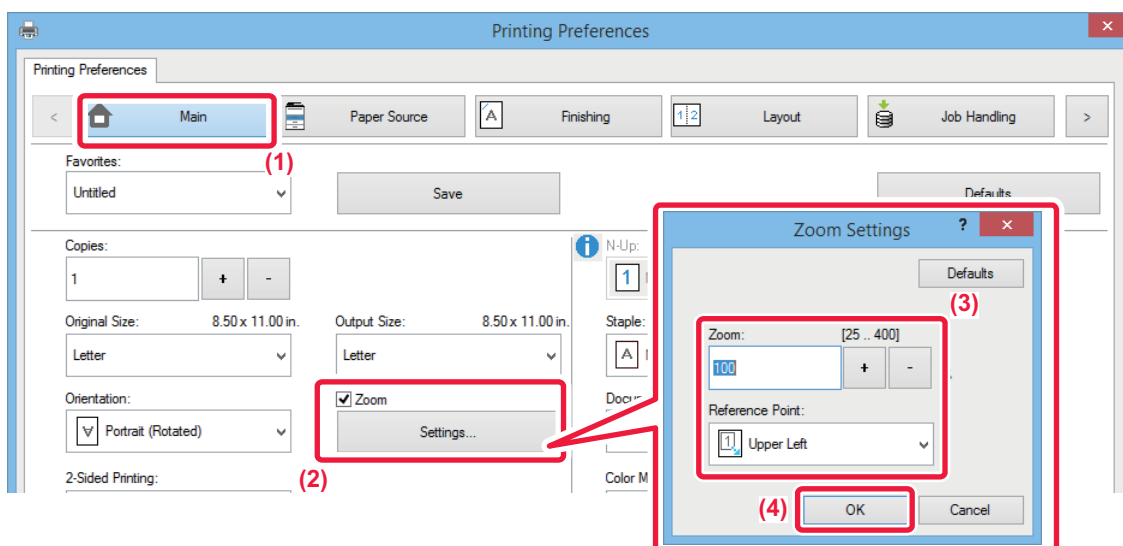 Printing Preferences
Printing Preferences
< Main Paper Source Finishing Layout Job Handling >
(1)
Favorites:
Untitled Save Defaults
Copies:
1 + -
Original Size: 8.50 x 11.00 in. Output Size: 8.50 x 11.00 in.
Letter Letter
Orientation: Zoom
Portrait (Rotated) Settings...
(2)
2-Sided Printing:
N-Up:
1
Staple:
A
Color M
Zoom Settings ? ×
Defaults
(3)
Zoom: [25 .. 400]
100 + -
Reference Point:
1 Upper Left
(4) OK Cancel